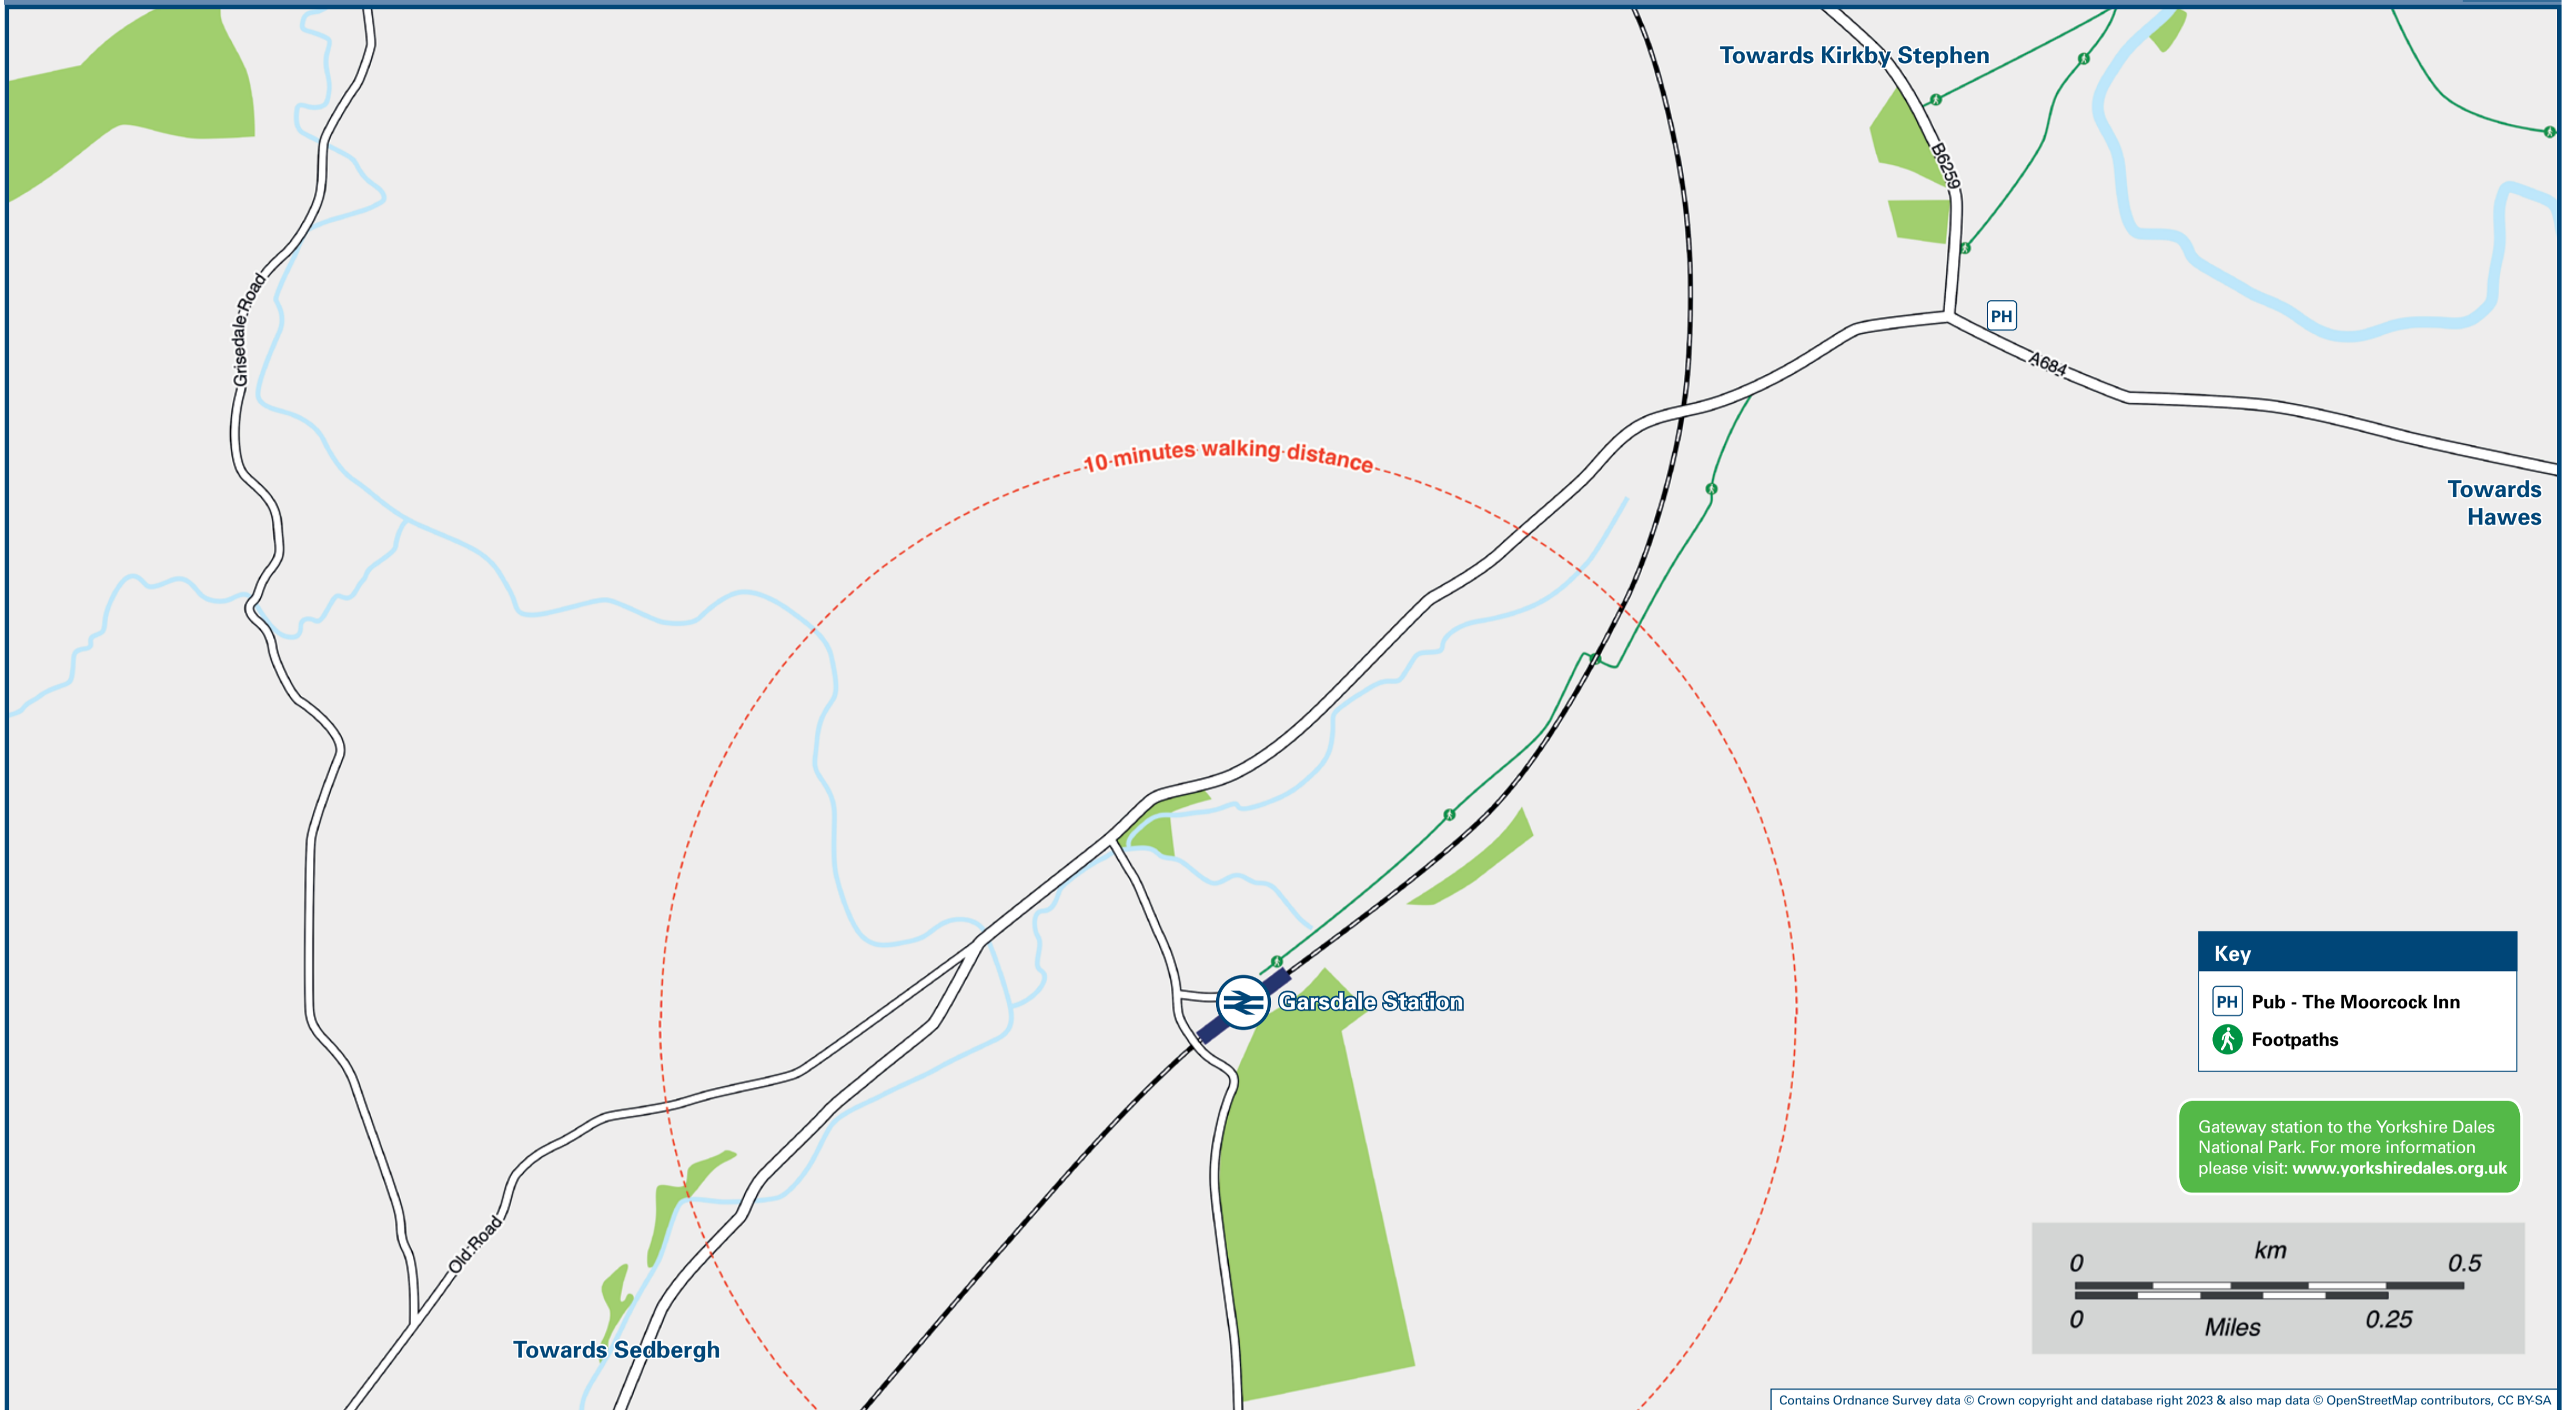 Towards Kirkby Stephen
B6259
Grisedale Road
PH
A684
10 minutes walking distance
Towards
Hawes
Key
Garsdale Station
PH Pub - The Moorcock Inn
Footpaths
Gateway station to the Yorkshire Dales
National Park. For more information
please visit: www.yorkshiredales.org.uk
Old Road
km
0 0.5
0 0.25
Miles
Towards Sedbergh
Contains Ordnance Survey data © Crown copyright and database right 2023 & also map data © OpenStreetMap contributors, CC BY-SA